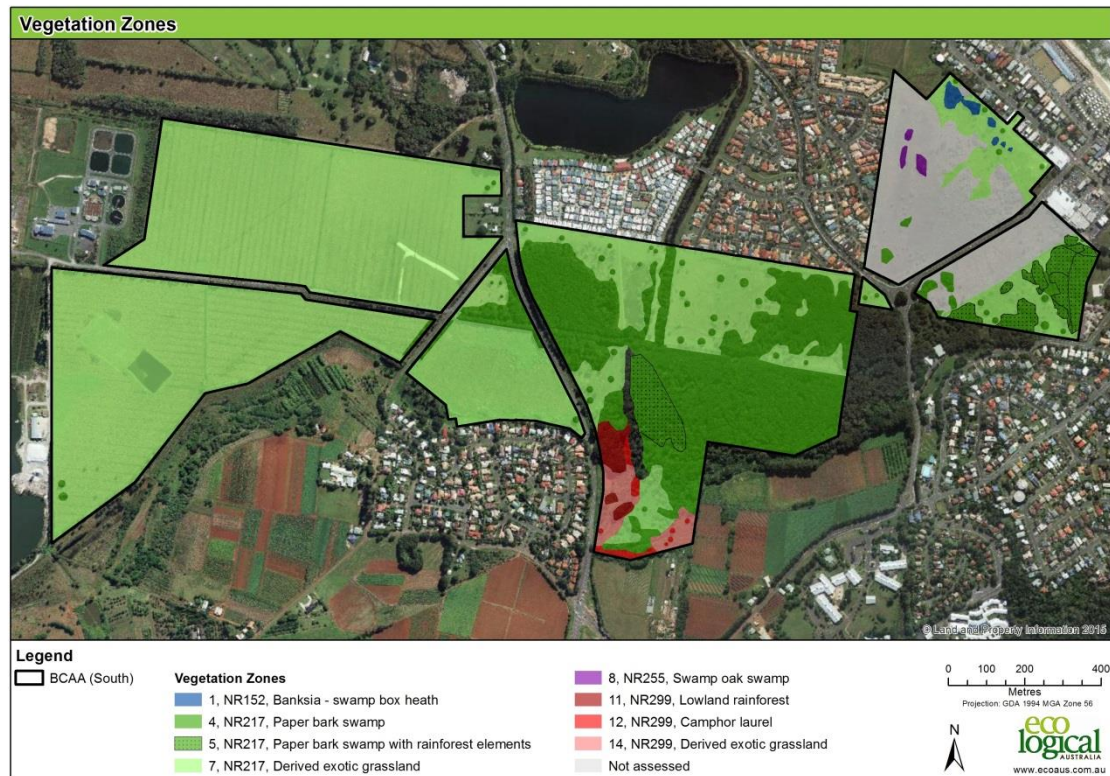 Vegetation Zones
© Land and Property Information 2015
Legend
BCAA (South)
Vegetation Zones
1, NR152, Banksia - swamp box heath
4, NR217, Paper bark swamp
5, NR217, Paper bark swamp with rainforest elements
7, NR217, Derived exotic grassland
8, NR255, Swamp oak swamp
11, NR299, Lowland rainforest
12, NR299, Camphor laurel
14, NR299, Derived exotic grassland
Not assessed
0 100 200 400
Metres
Projection: GDA 1994 MGA Zone 56
N
eco
logical
AUSTRALIA
www.ecoaus.com.au